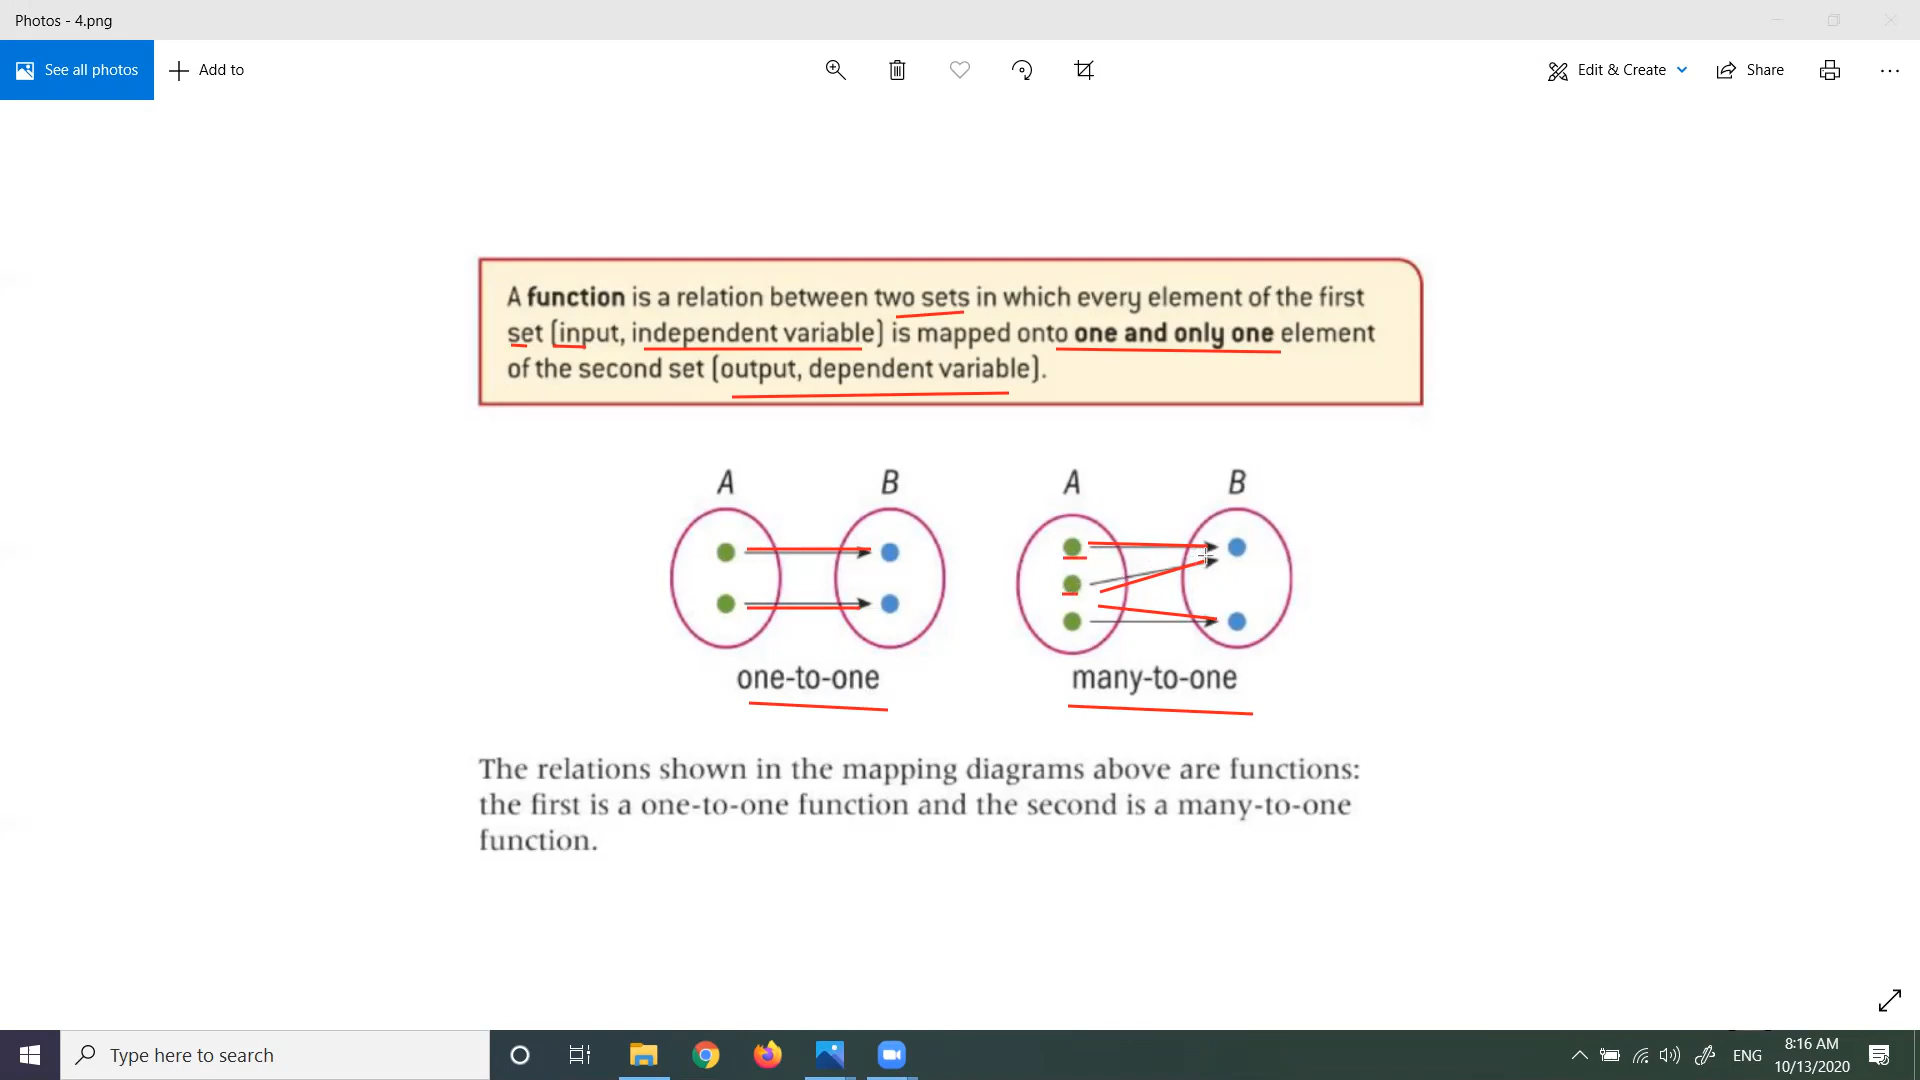 Photos - 4.png
See all photos
Add to
Edit & Create
Share
A function is a relation between two sets in which every element of the first
set (input, independent variable) is mapped onto one and only one element
of the second set (output, dependent variable).
A B A B
one-to-one many-to-one
The relations shown in the mapping diagrams above are functions:
the first is a one-to-one function and the second is a many-to-one
function.
Type here to search
ENG
8:16 AM
10/13/2020